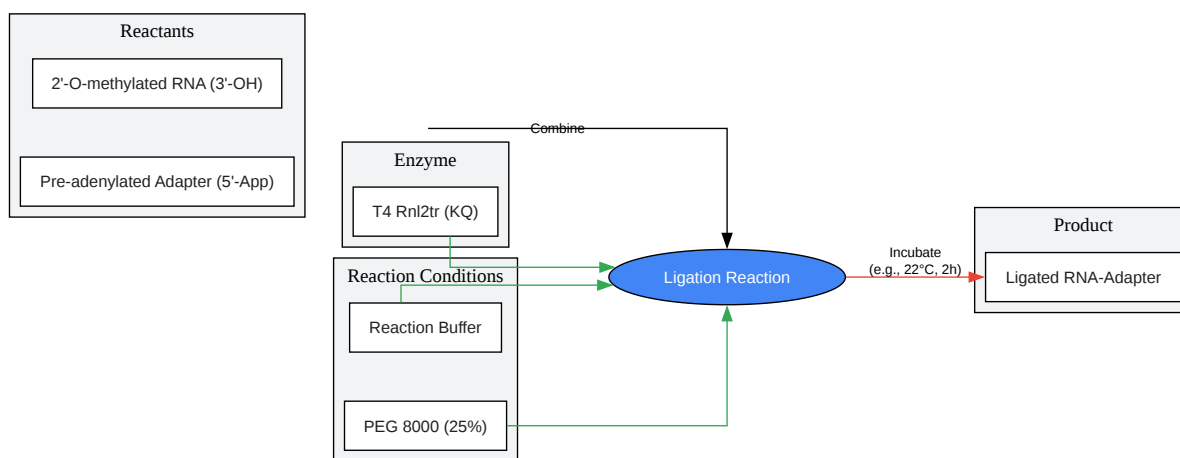 Reactants
2'-O-methylated RNA (3'-OH)
Pre-adenylated Adapter (5'-App)
Combine
Enzyme
T4 Rnl2tr (KQ)
Reaction Conditions
Reaction Buffer
PEG 8000 (25%)
Ligation Reaction
Incubate
(e.g., 22°C, 2h)
Product
Ligated RNA-Adapter